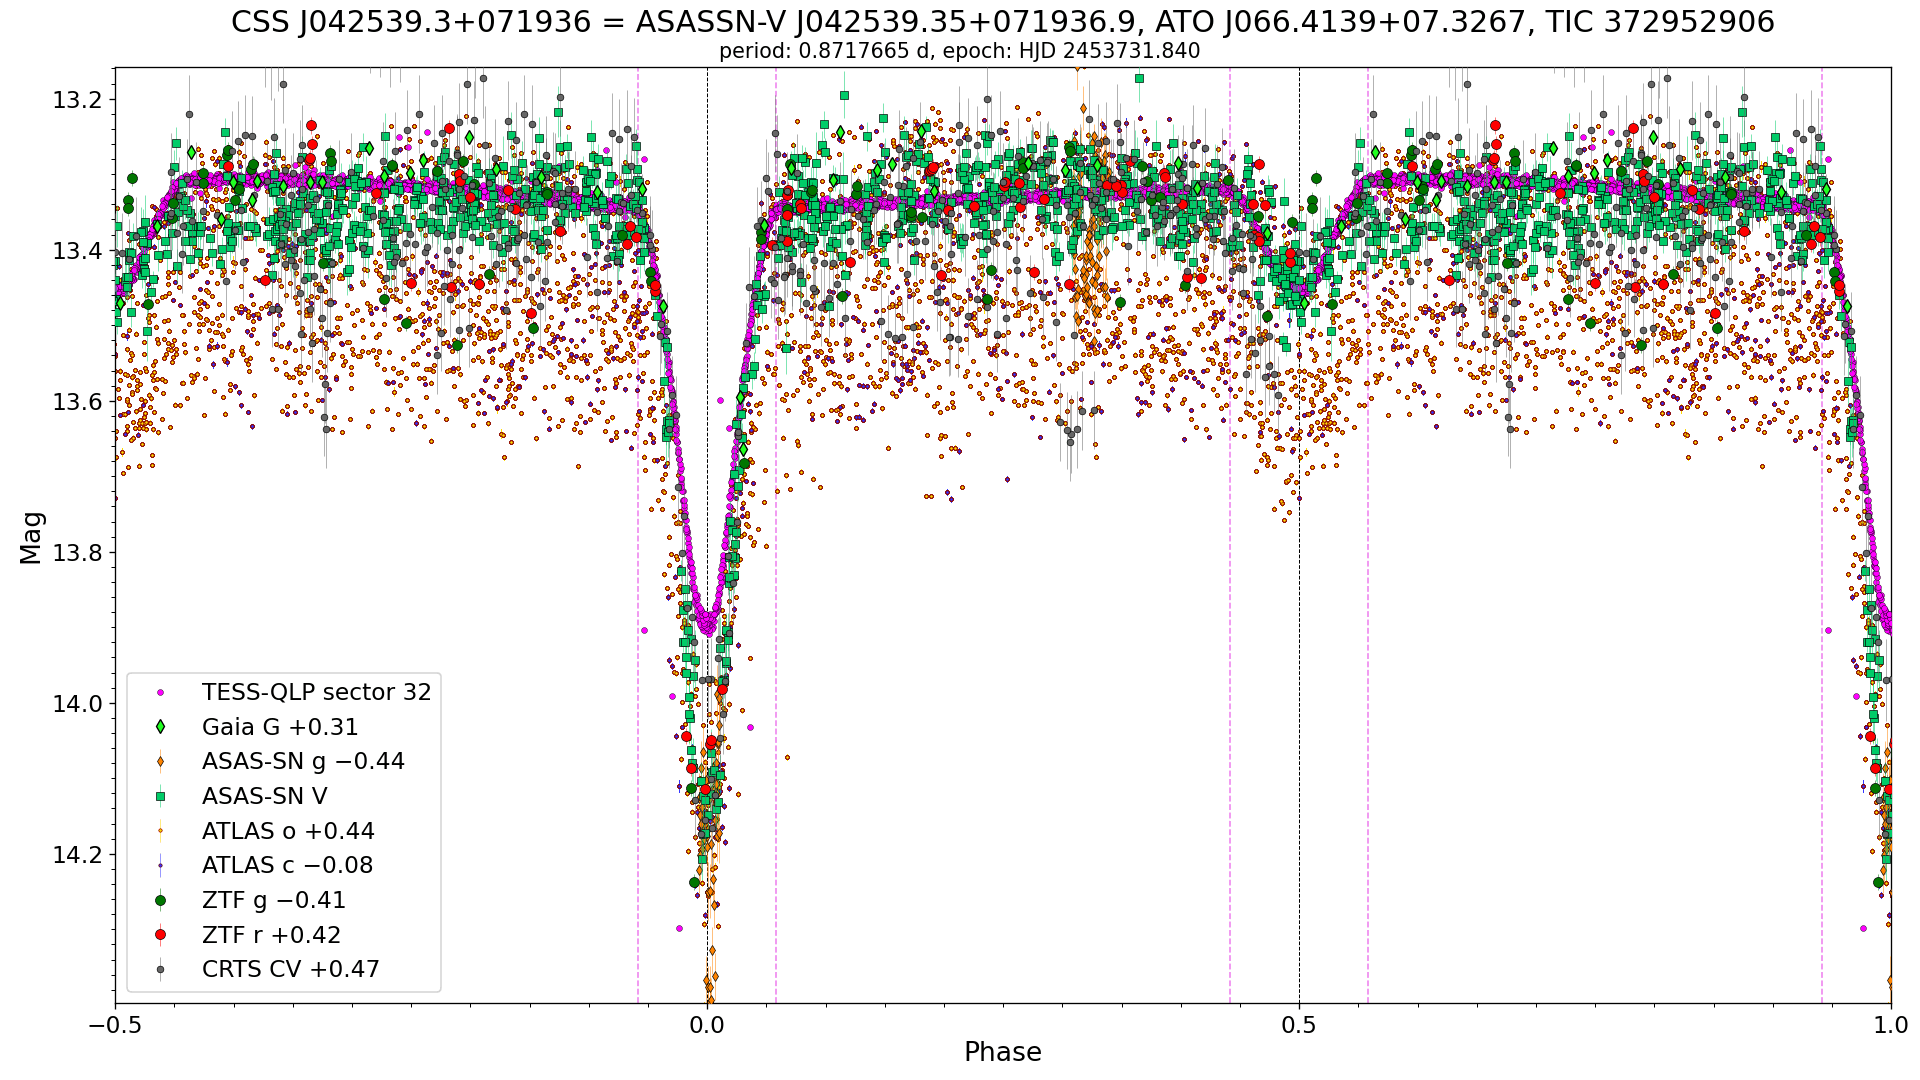 CSS J042539.3+071936 = ASASSN-V J042539.35+071936.9, ATO J066.4139+07.3267, TIC 372952906
period: 0.8717665 d, epoch: HJD 2453731.840
Mag
13.2
13.4
13.6
13.8
14.0
14.2
TESS-QLP sector 32
Gaia G +0.31
ASAS-SN g −0.44
ASAS-SN V
ATLAS o +0.44
ATLAS c −0.08
ZTF g −0.41
ZTF r +0.42
CRTS CV +0.47
−0.5 0.0 0.5 1.0
Phase